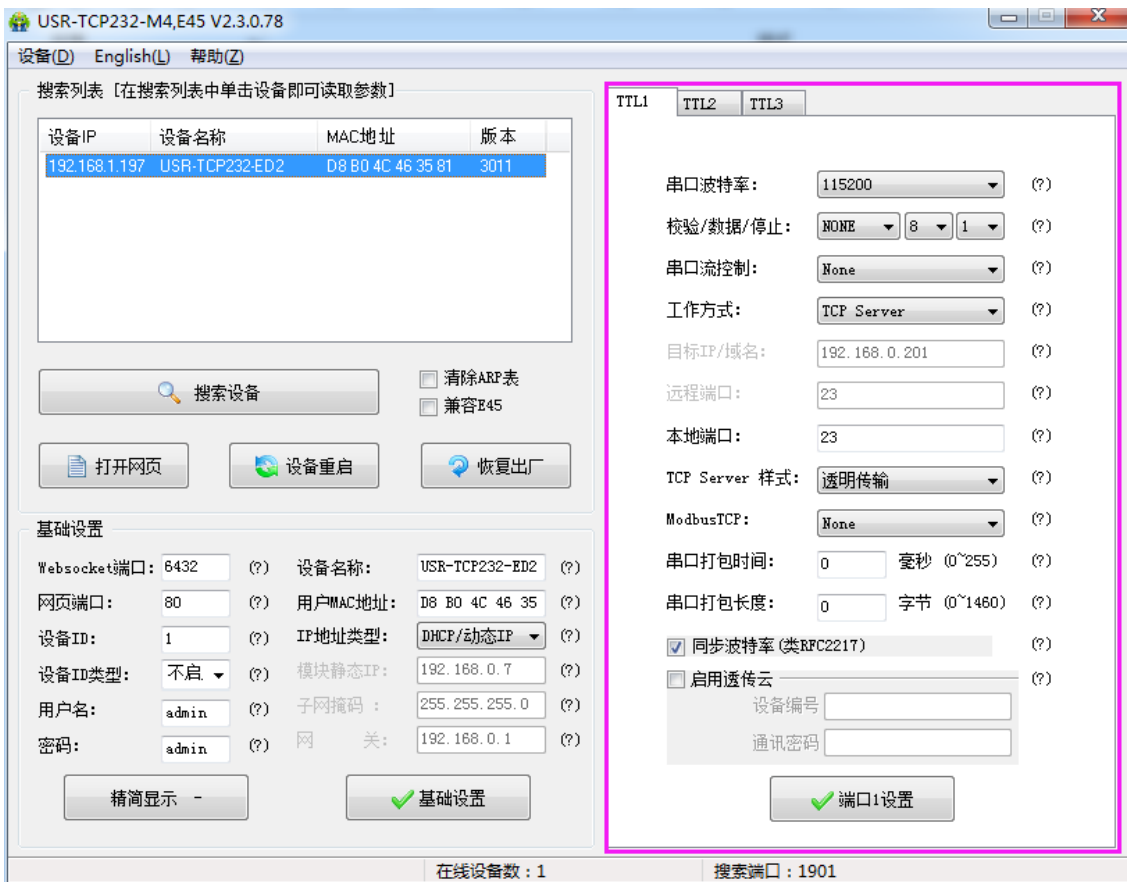 USR-TCP232-M4,E45 V2.3.0.78
设备(D) English(L) 帮助(Z)
搜索列表 [在搜索列表中单击设备即可读取参数]
设备IP 设备名称 MAC地址 版本
192.168.1.197 USR-TCP232-ED2 D8 B0 4C 46 35 81 3011
搜索设备
清除ARP表
兼容E45
打开网页 设备重启 恢复出厂
基础设置
Websocket端口: 6432 (?) 设备名称: USR-TCP232-ED2 (?)
网页端口: 80 (?) 用户MAC地址: D8 B0 4C 46 35 (?)
设备ID: 1 (?) IP地址类型: DHCP/动态IP (?)
设备ID类型: 不启. (?) 模块静态IP: 192.168.0.7 (?)
用户名: admin (?) 子网掩码 : 255.255.255.0 (?)
密码: admin (?) 网 关: 192.168.0.1 (?)
精简显示 - 基础设置
TTL1 TTL2 TTL3
串口波特率: 115200 (?)
校验/数据/停止: NONE 8 1 (?)
串口流控制: None (?)
工作方式: TCP Server (?)
目标IP/域名: 192.168.0.201 (?)
远程端口: 23 (?)
本地端口: 23 (?)
TCP Server 样式: 透明传输 (?)
ModbusTCP: None (?)
串口打包时间: 0 毫秒 (0~255) (?)
串口打包长度: 0 字节 (0~1460) (?)
同步波特率(类RFC2217) (?)
启用透传云 (?)
设备编号
通讯密码
端口1设置
在线设备数：1 搜索端口：1901